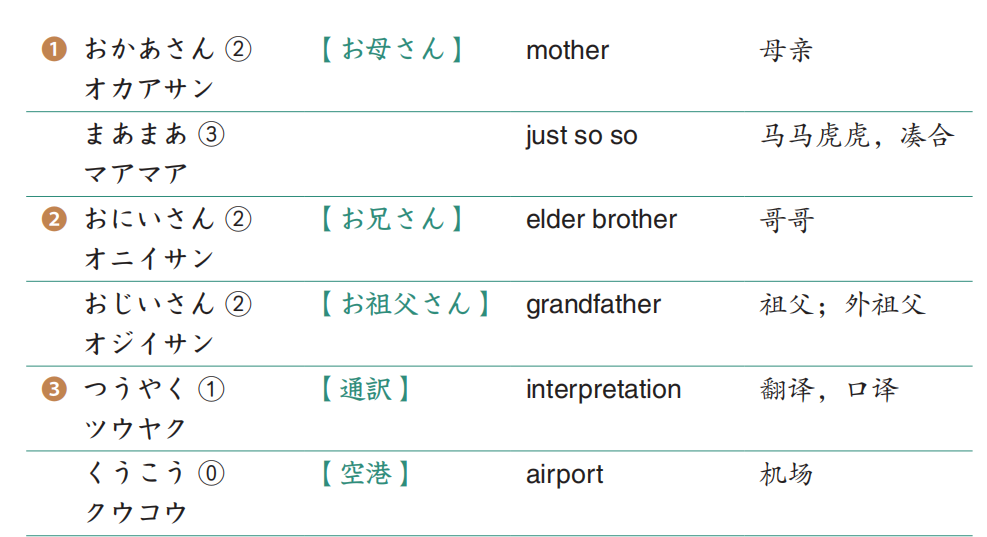 ❶ おかあさん ② 【お母さん】 mother 母亲
オカアサン
まあまあ ③ just so so 马马虎虎，凑合
マアマア
❷ おにいさん ② 【お兄さん】 elder brother 哥哥
オニイサン
おじいさん ② 【お祖父さん】 grandfather 祖父；外祖父
オジイサン
❸ つうやく ① 【通訳】 interpretation 翻译，口译
ツウヤク
くうこう ⓪ 【空港】 airport 机场
クウコウ